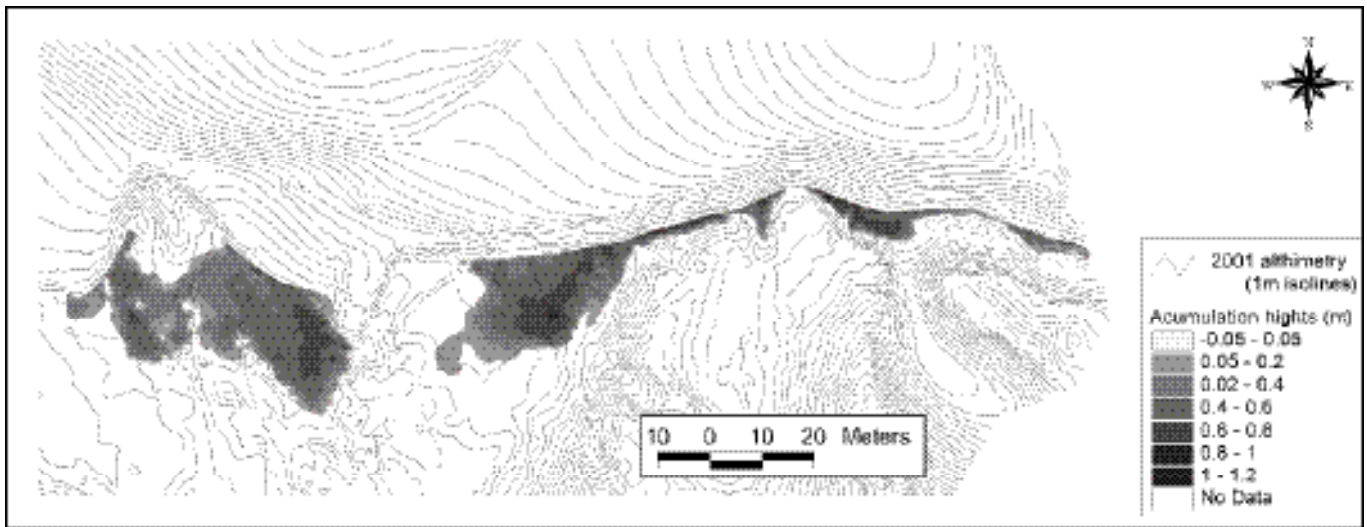 N
W E
S
2001 althimetry
(1m isolines)
Acumulation hights (m)
-0.05 - 0.05
0.05 - 0.2
0.02 - 0.4
0.4 - 0.6
0.6 - 0.8
0.8 - 1
1 - 1.2
No Data
10 0 10 20 Meters